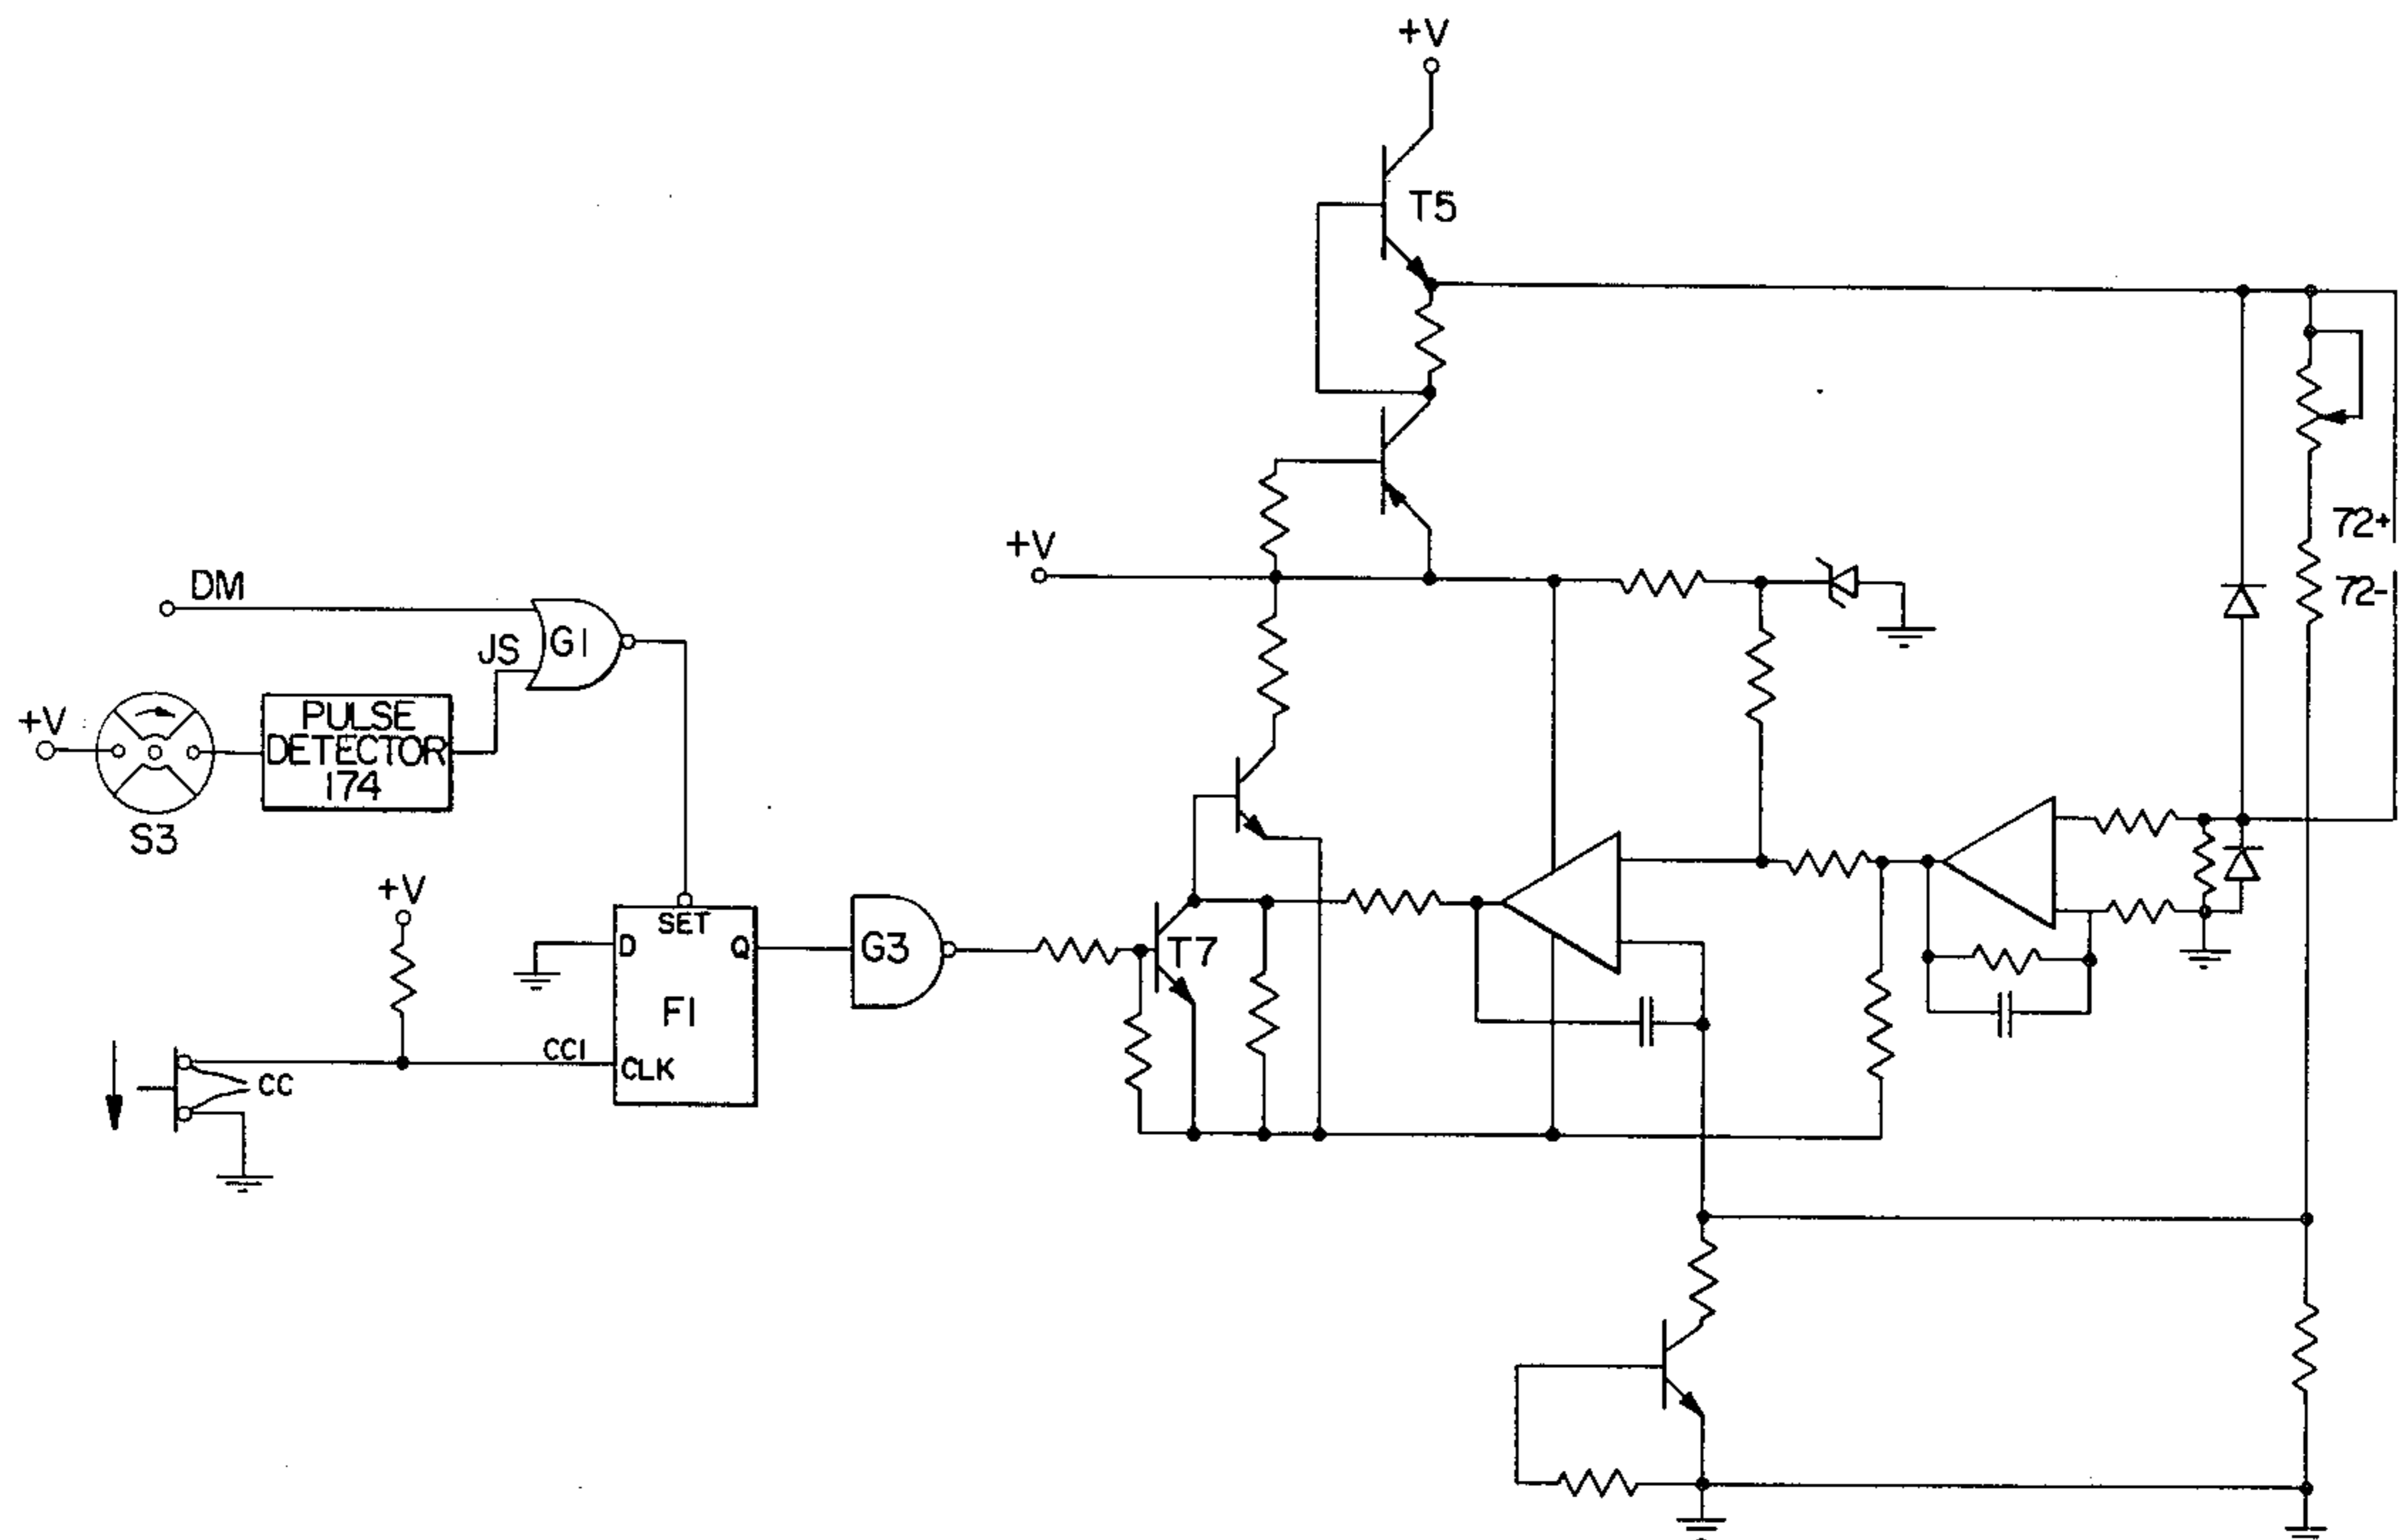 +V
T5
72+
72-
+V
DM
JS
G1
+V
PULSE
DETECTOR
174
S3
+V
SET
D
Q
G3
T7
F1
CC1
CLK
CC